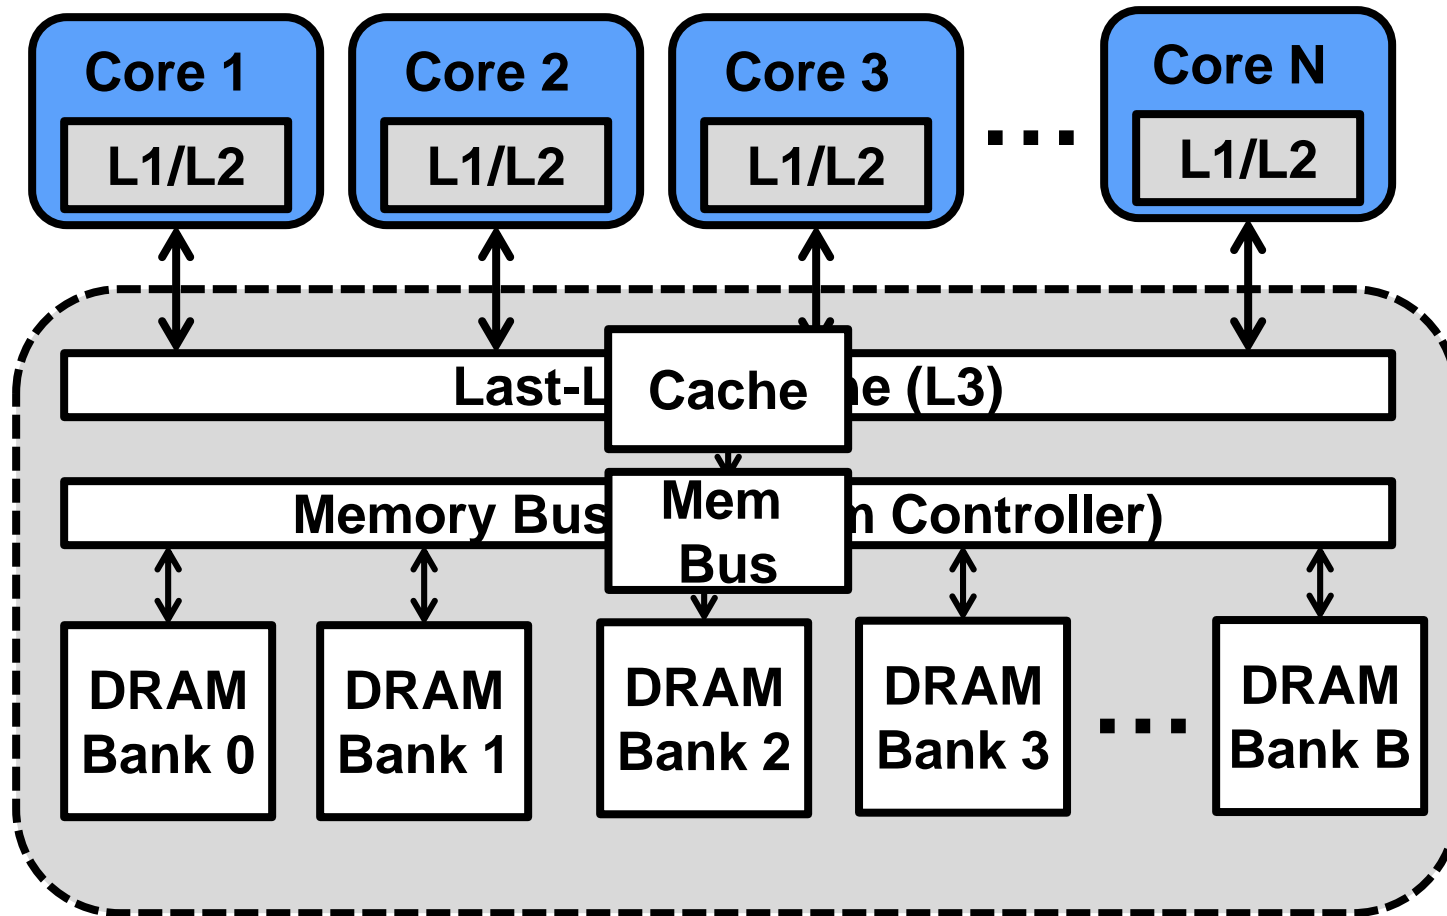 Core 1
Core 2
Core 3
Core N
L1/L2
L1/L2
L1/L2
L1/L2
...
Cache
Last-L
e (L3)
Mem
Bus
Memory Bus
Controller)
DRAM
Bank 0
DRAM
Bank 1
DRAM
Bank 2
DRAM
Bank 3
...
DRAM
Bank B